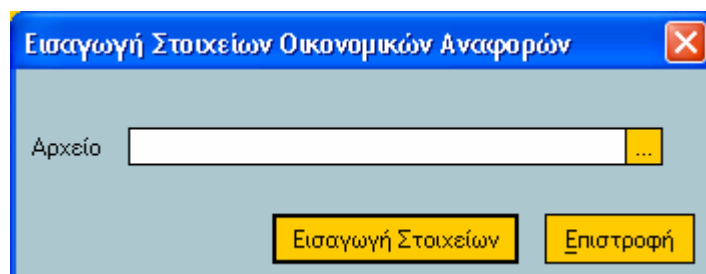 Εισαγωγή Στοιχείων Οικονομικών Αναφορών
Αρχείο ...
Εισαγωγή Στοιχείων Επιστροφή